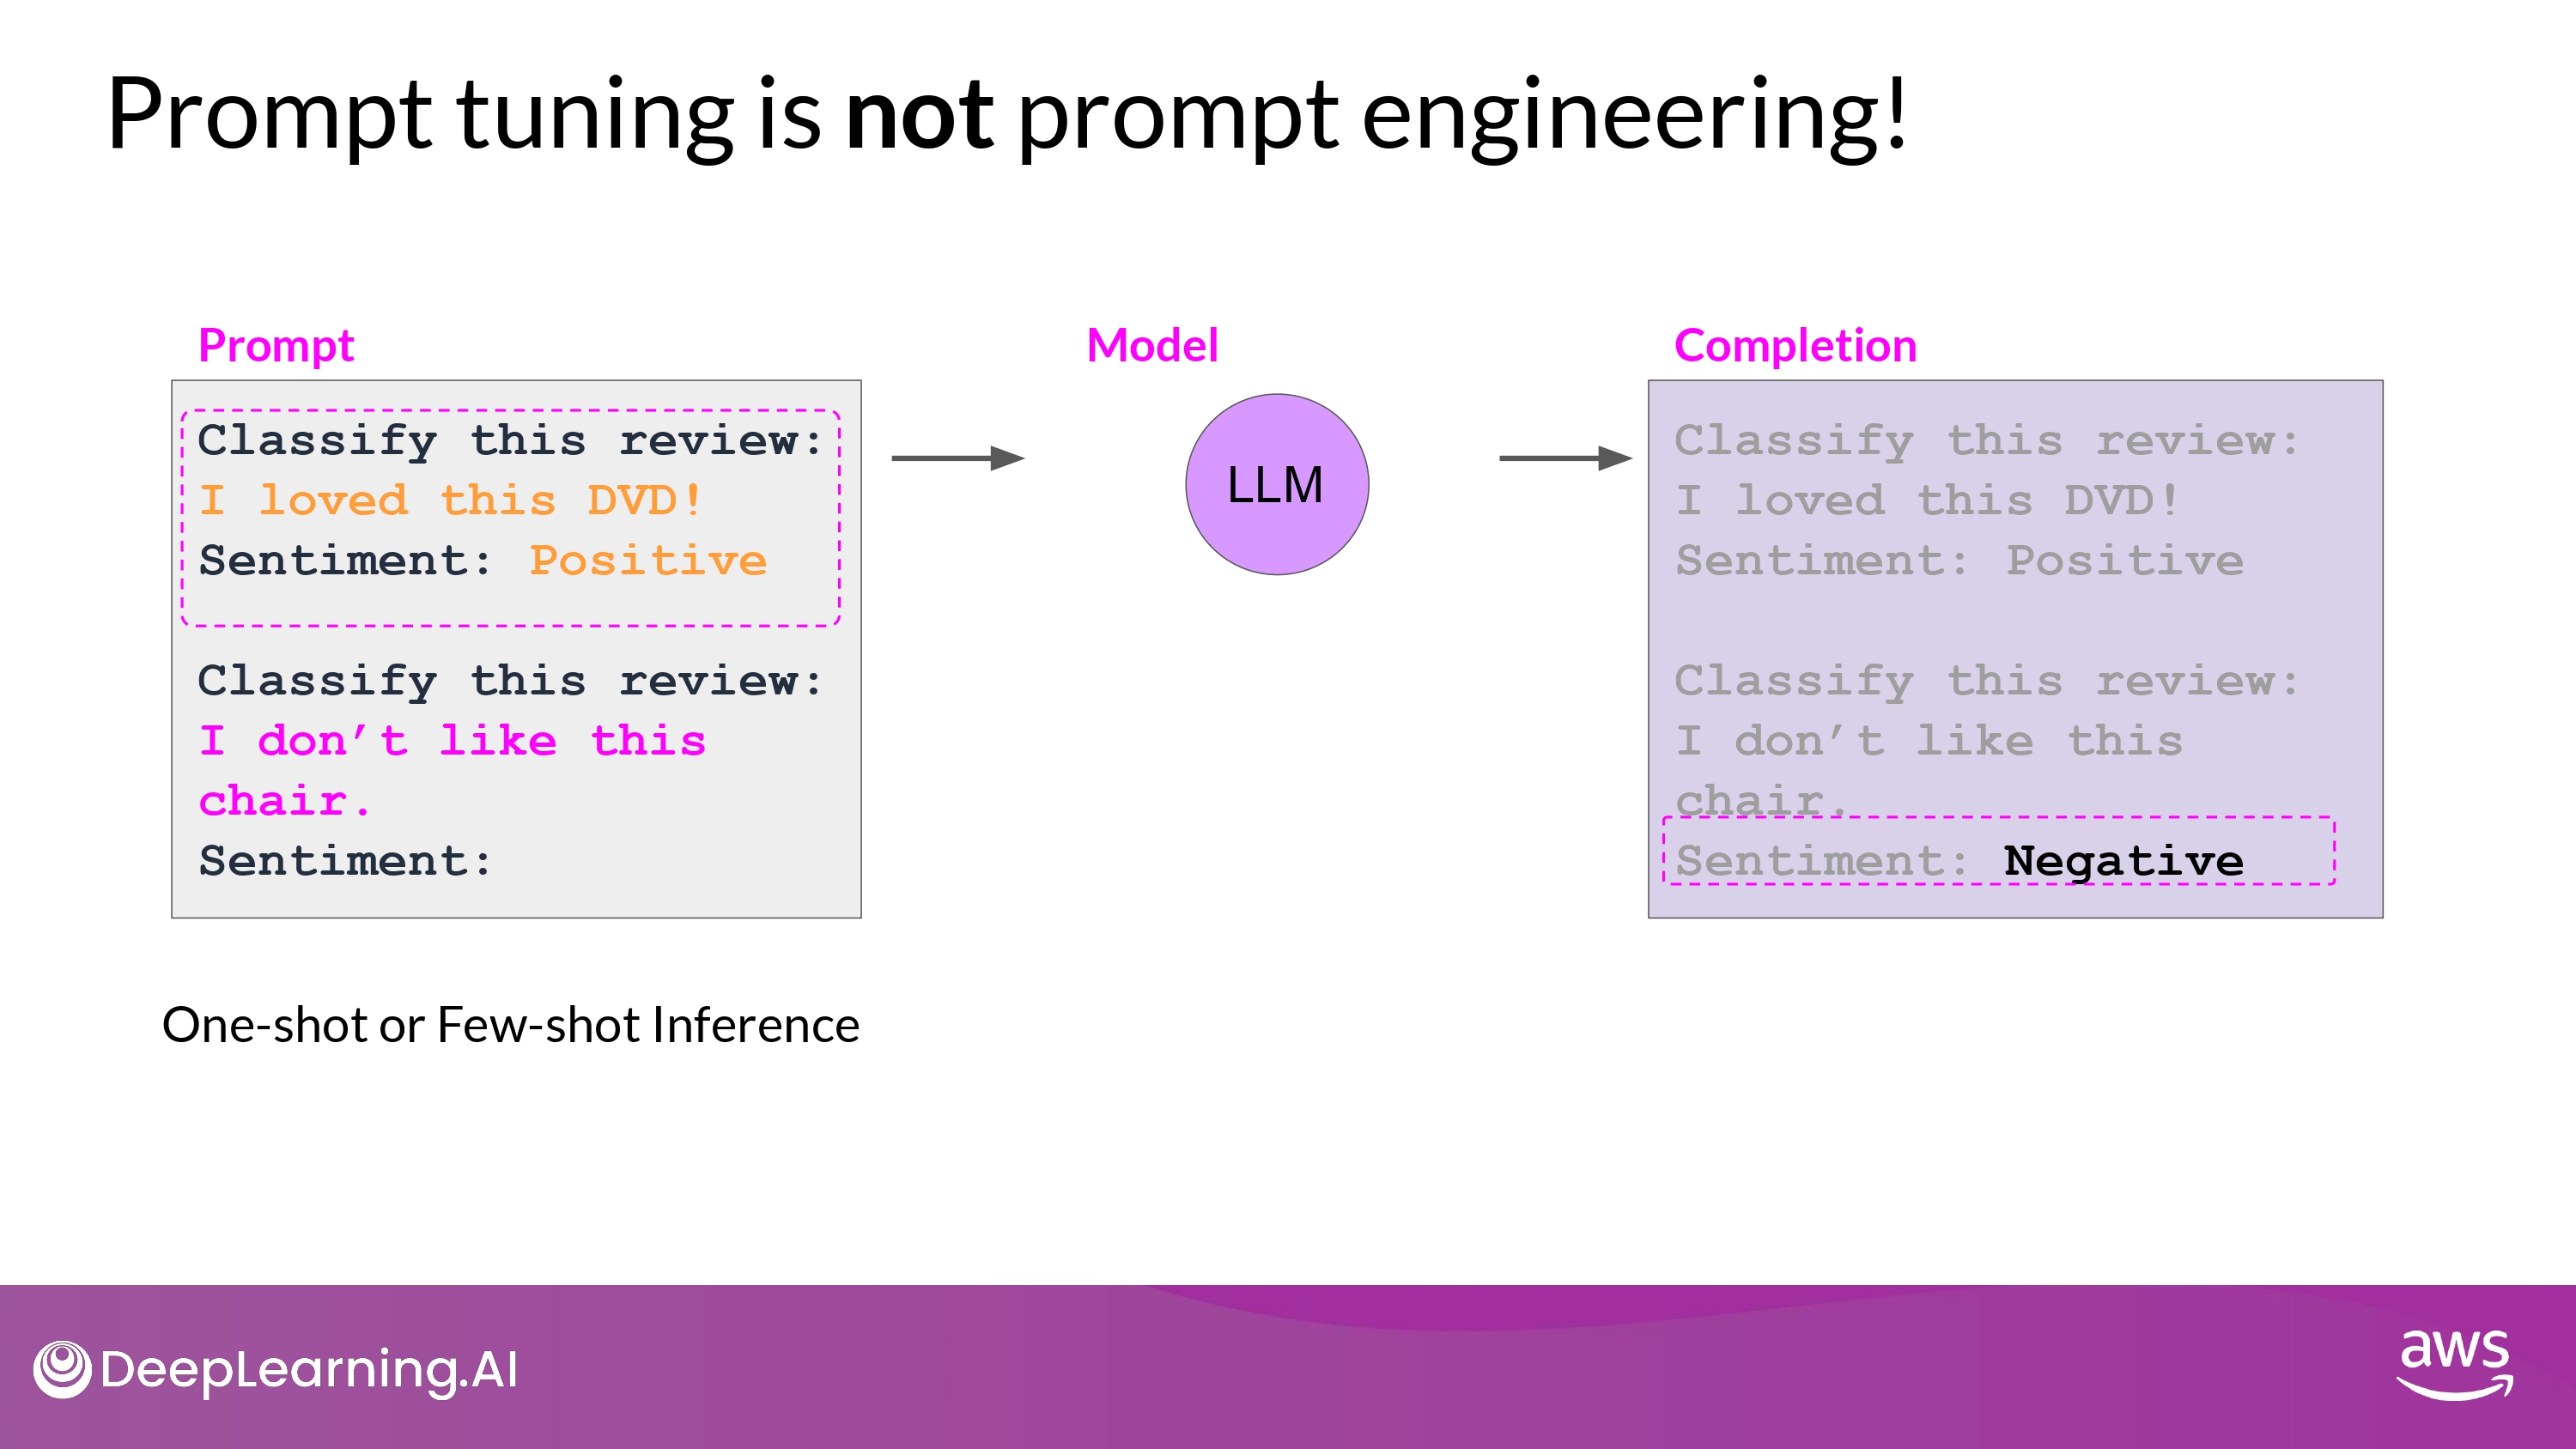 Prompt tuning is not prompt engineering!
Prompt
Classify this review:
I loved this DVD!
Sentiment: Positive
Classify this review:
I don’t like this
chair.
Sentiment:
One-shot or Few-shot Inference
Model
LLM
Completion
Classify this review:
I loved this DVD!
Sentiment: Positive
Classify this review:
I don’t like this
chair.
Sentiment: Negative
DeepLearning.AI
aws